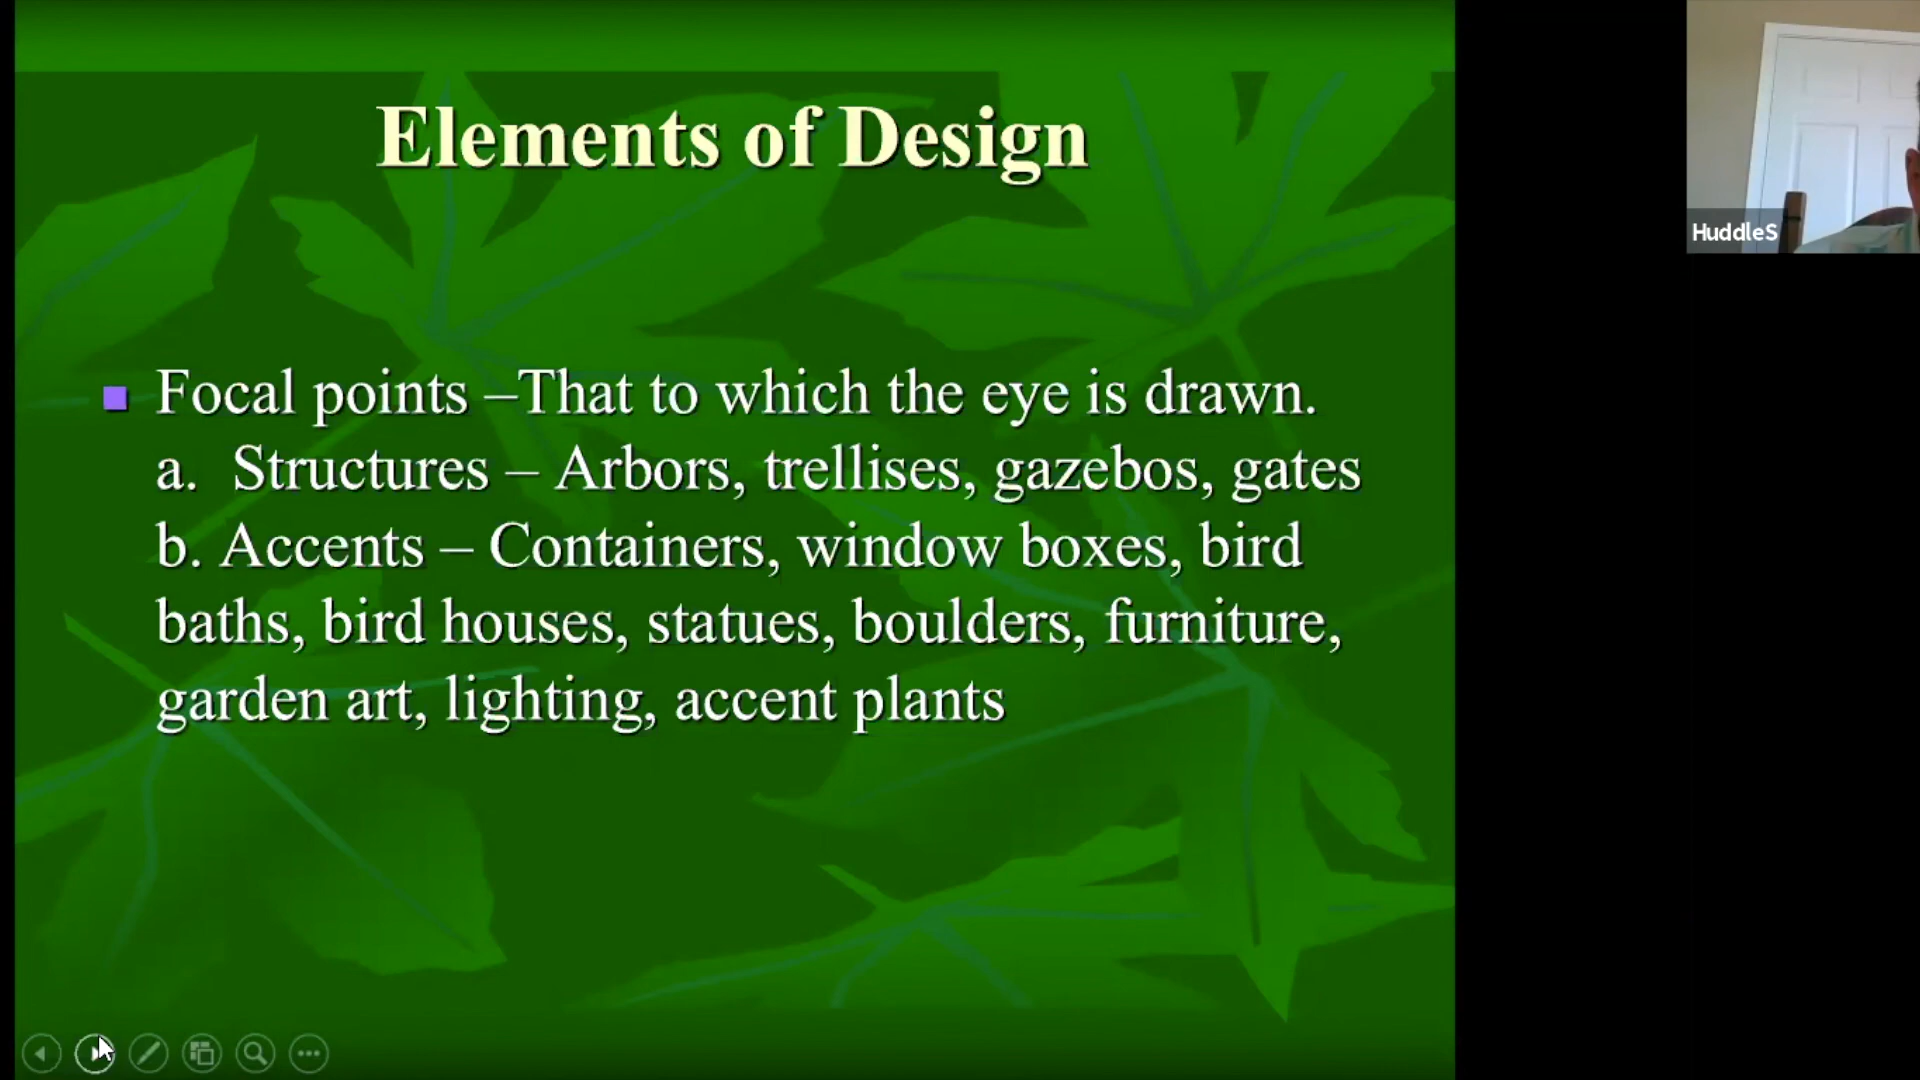 Elements of Design
Focal points –That to which the eye is drawn.
a. Structures – Arbors, trellises, gazebos, gates
b. Accents – Containers, window boxes, bird
baths, bird houses, statues, boulders, furniture,
garden art, lighting, accent plants
HuddleS